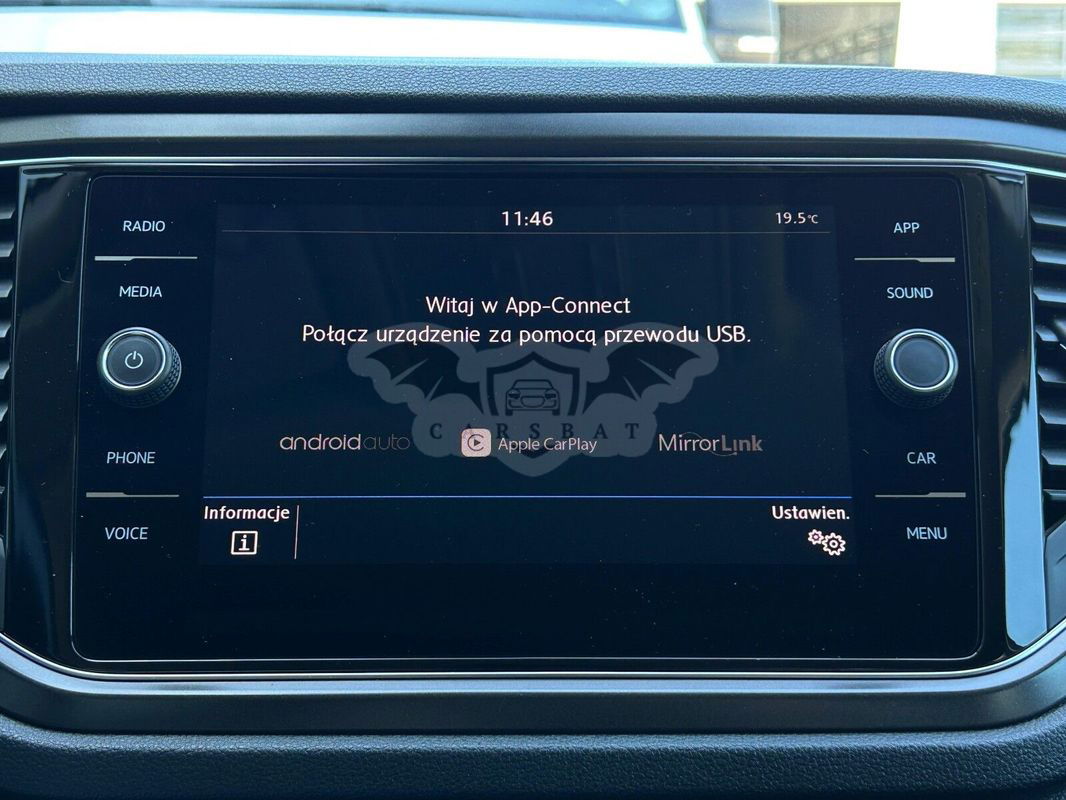 RADIO
MEDIA
PHONE
VOICE
11:46
19.5°C
Witaj w App-Connect
Połącz urządzenie za pomocą przewodu USB.
CARSBAT
androidauto
Apple CarPlay
MirrorLink
Informacje
i
Ustawien.
APP
SOUND
CAR
MENU